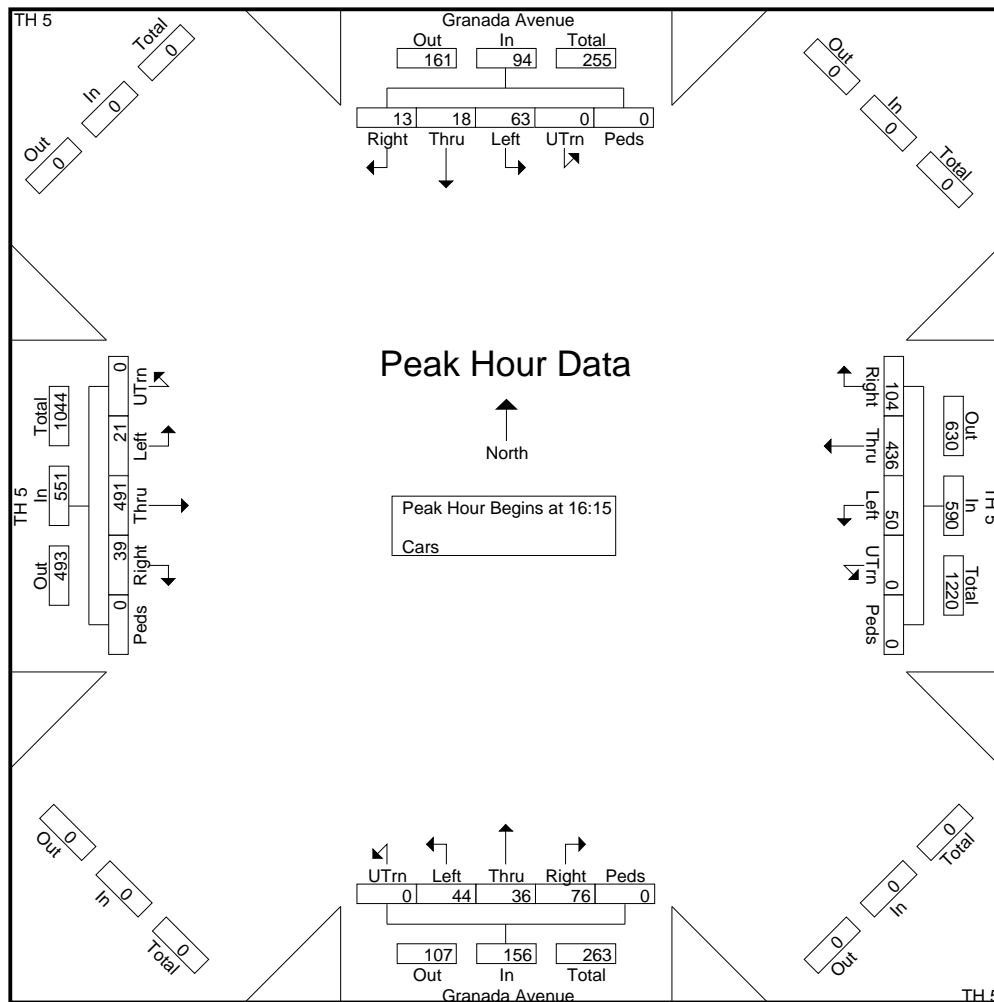 TH 5
Granada Avenue
Out In Total
161 94 255
13 18 63 0 0
Right Thru Left UTrn Peds
Total
0
In
0
Out
0
Out
0
In
0
Total
0
Peak Hour Data
North
Peak Hour Begins at 16:15
Cars
TH 5
Total In Out
1044 551 493
0 21 491 39 0
UTrn Left Thru Right Peds
Right Thru Left UTrn Peds
104 436 50 0 0
Out In Total
630 590 1220
TH 5
0
Out
0
In
0
Total
0
Total
0
In
0
Out
UTrn Left Thru Right Peds
0 44 36 76 0
107 156 263
Out In Total
Granada Avenue
TH 5